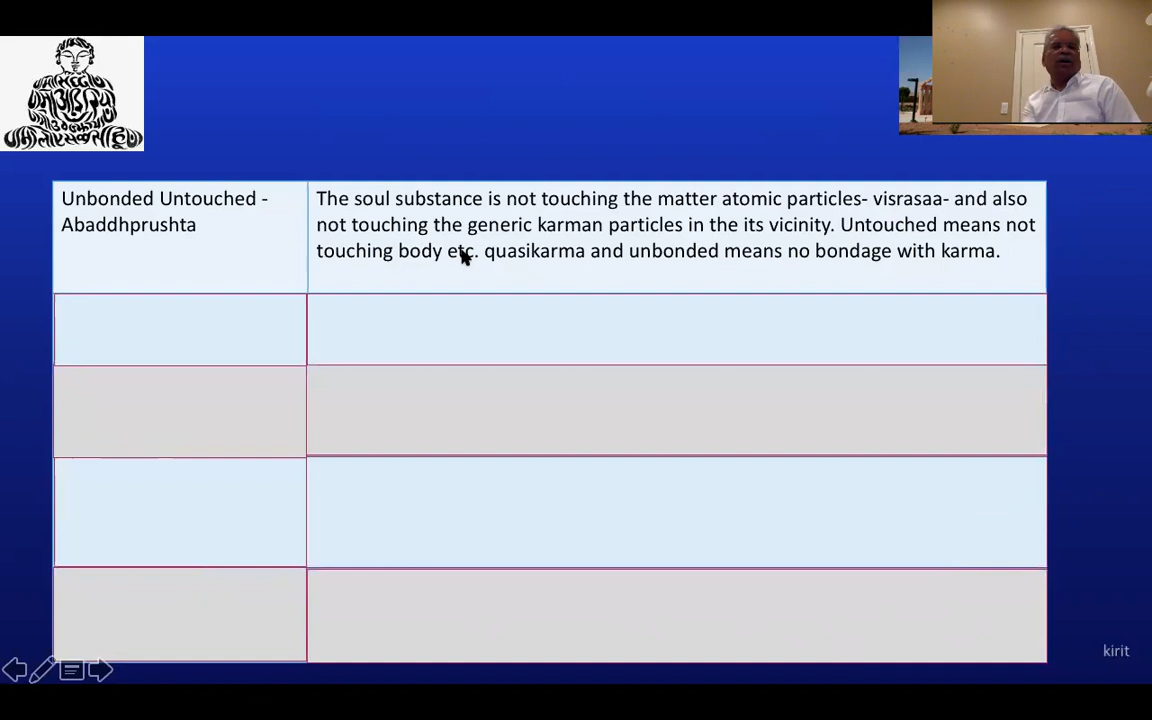 Unbonded Untouched -
Abaddhprushta
The soul substance is not touching the matter atomic particles- visrasaa- and also
not touching the generic karman particles in the its vicinity. Untouched means not
touching body etc. quasikarma and unbonded means no bondage with karma.
kirit